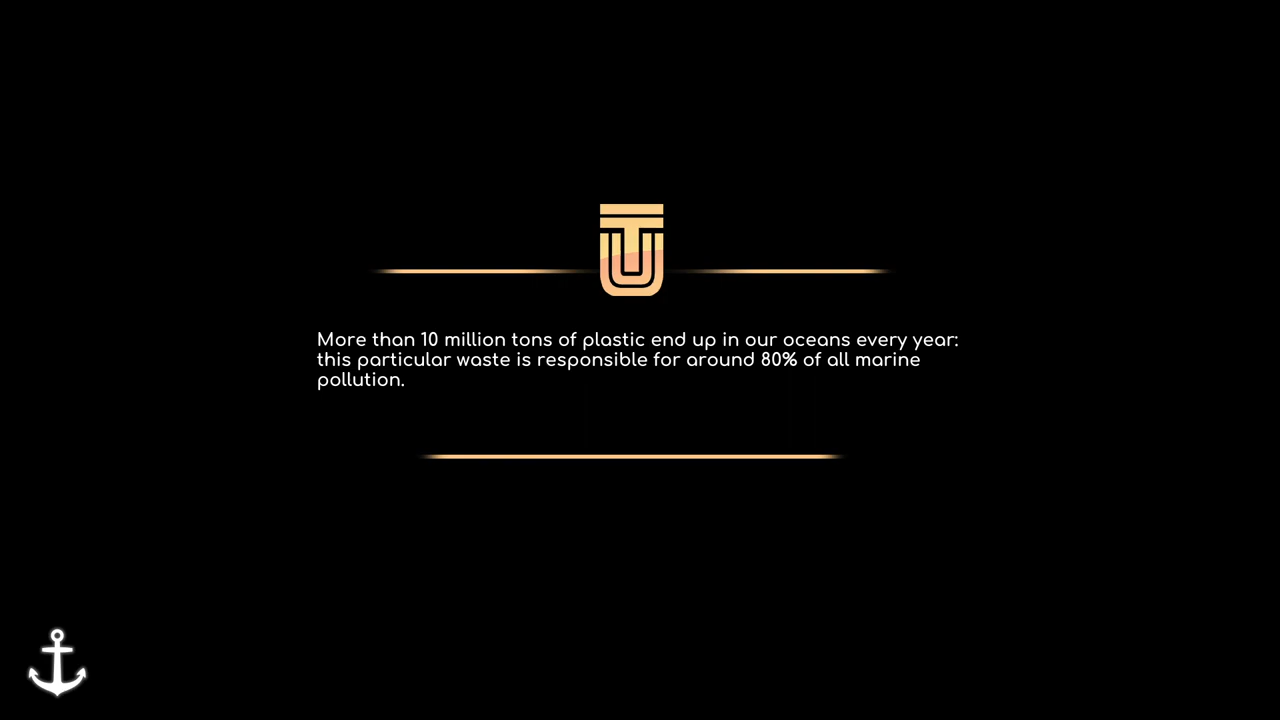 TU
More than 10 million tons of plastic end up in our oceans every year:
this particular waste is responsible for around 80% of all marine
pollution.